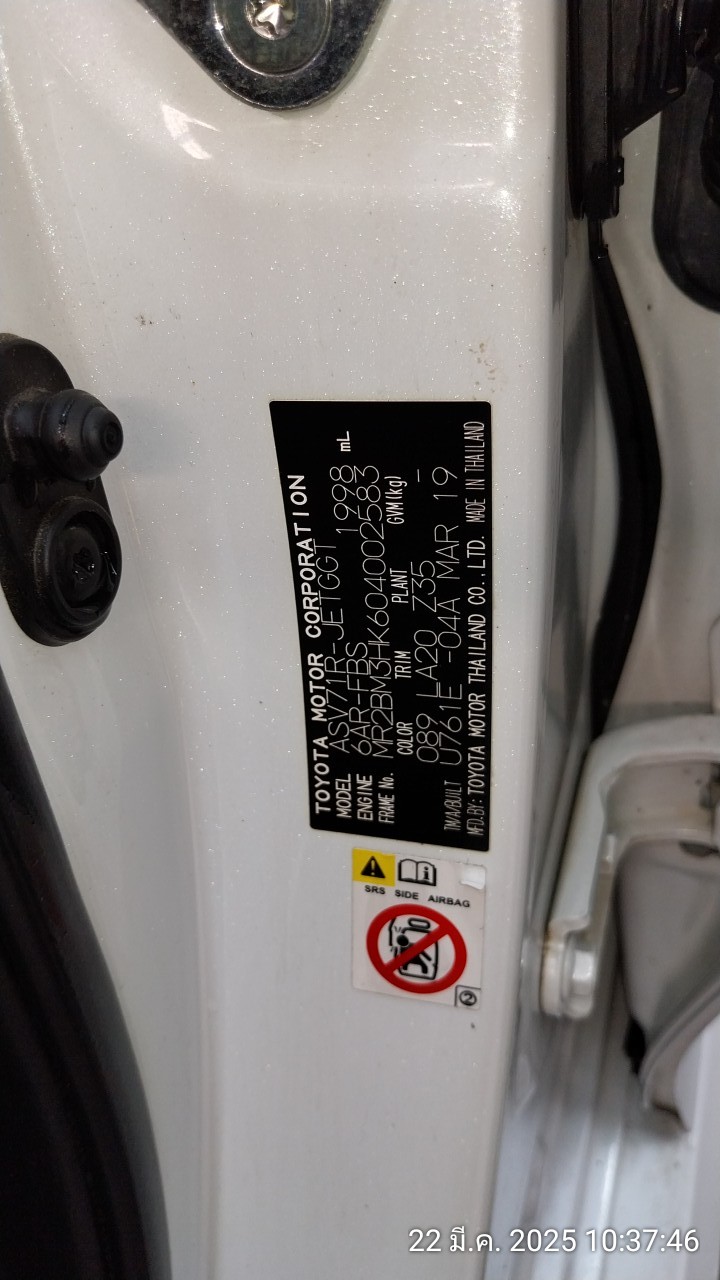 TOYOTA MOTOR CORPORATION
MODEL ASV71R-JETGGT 1998 mL
ENGINE 6AR-FBS
FRAME No. MR2BM3HK604002583
COLOR TRIM PLANT GVM(kg)
089 LA20 Z35 -
TMA/BUILT U761E -04A MAR 19
MFD.BY: TOYOTA MOTOR THAILAND CO.,LTD. MADE IN THAILAND
SRS SIDE AIRBAG
2
22 มี.ค. 2025 10:37:46